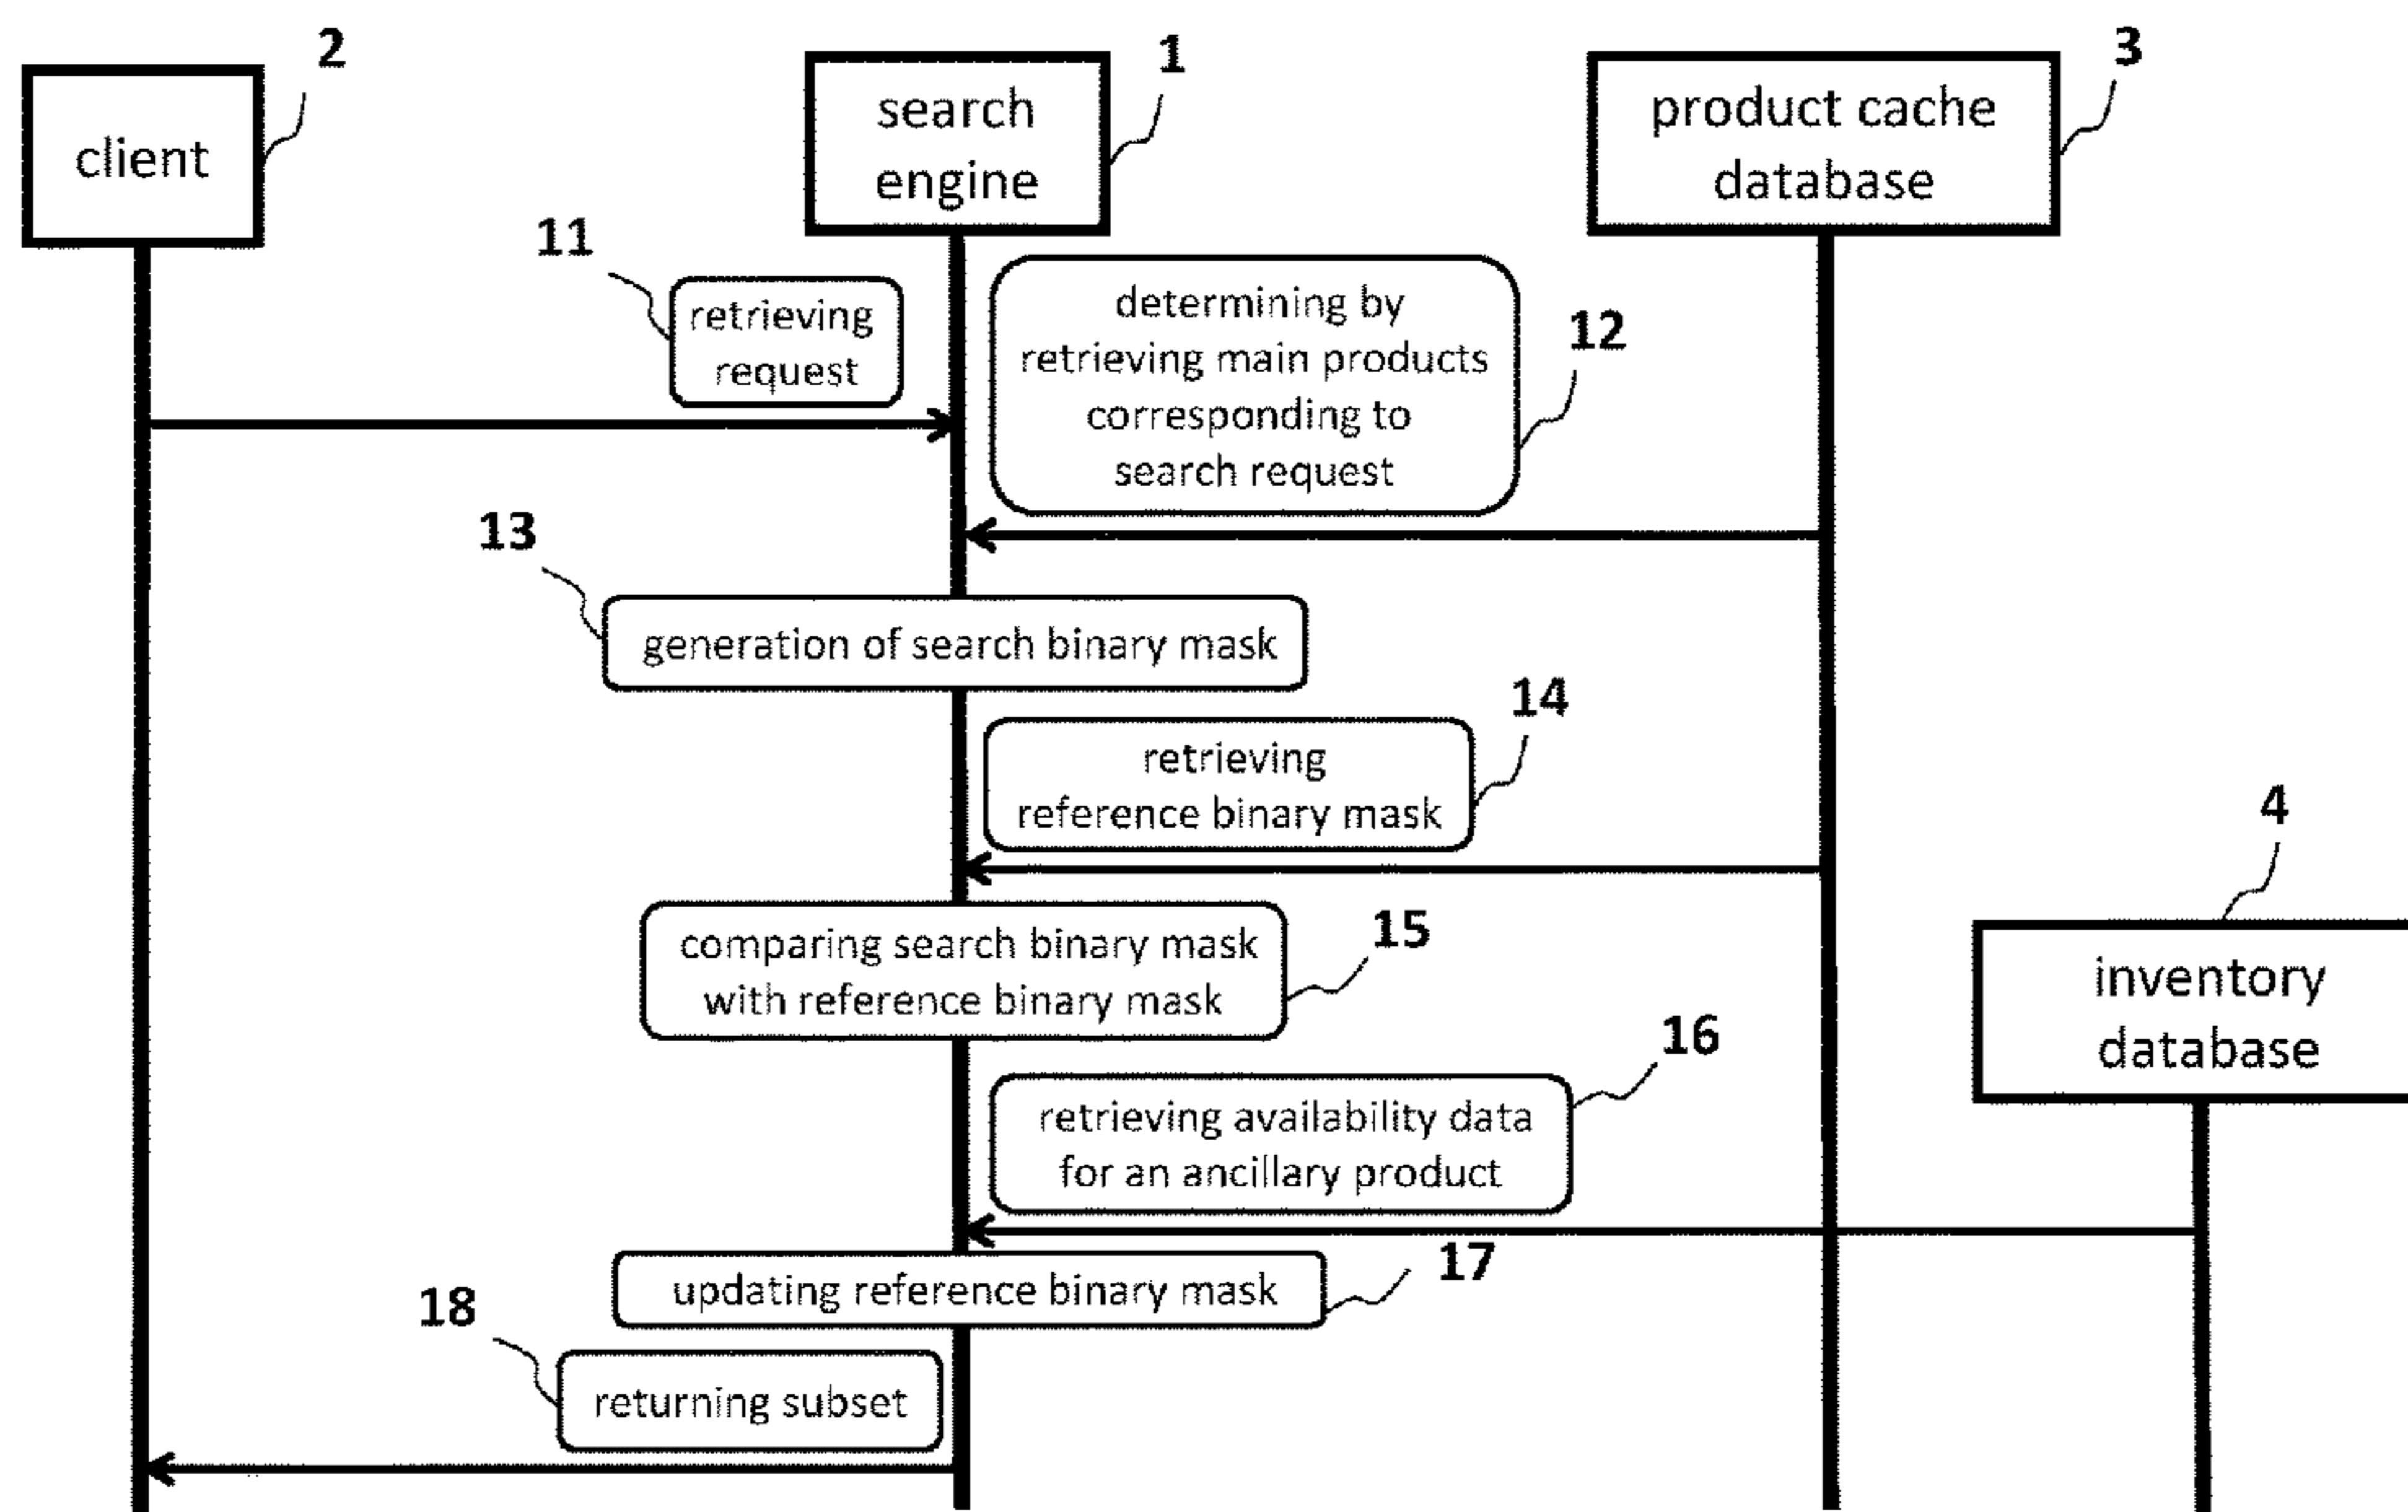 2
1
3
client
search
engine
product cache
database
11
retrieving
request
determining by
retrieving main products
corresponding to
search request
12
13
generation of search binary mask
14
retrieving
reference binary mask
4
15
comparing search binary mask
with reference binary mask
inventory
database
16
retrieving availability data
for an ancillary product
17
updating reference binary mask
18
returning subset